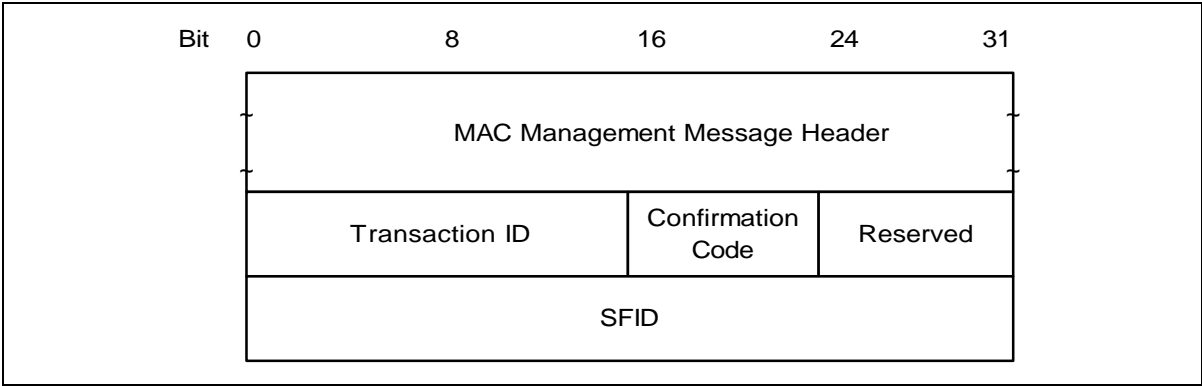 Bit 0 8 16 24 31
~ ~
MAC Management Message Header
~ ~
Transaction ID Confirmation Code Reserved
SFID